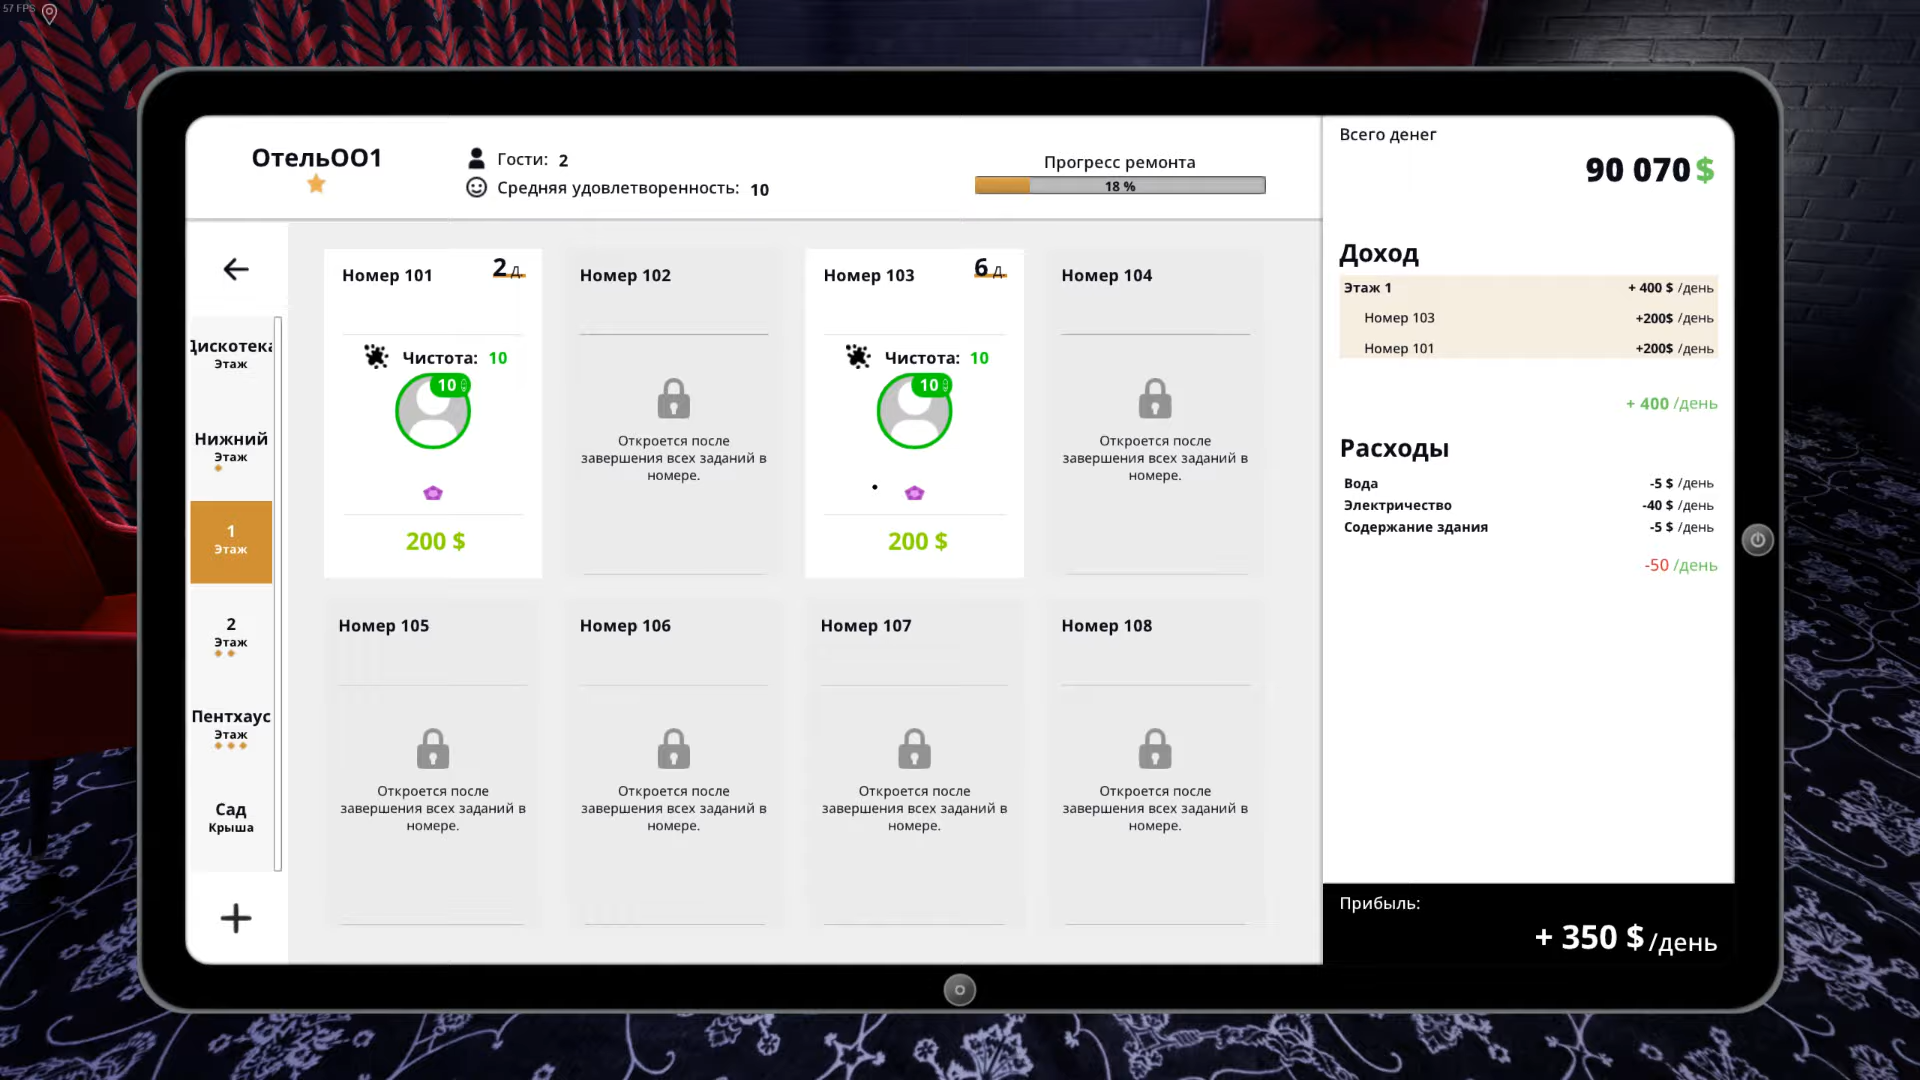 57 FPS
ОтельОО1
Гости: 2
Средняя удовлетворенность: 10
Прогресс ремонта
18 %
Дискотека
Этаж
Нижний
Этаж
1
Этаж
2
Этаж
Пентхаус
Этаж
Сад
Крыша
Номер 101
2 д.
Чистота: 10
10
200 $
Номер 102
Откроется после
завершения всех заданий в
номере.
Номер 103
6 д.
Чистота: 10
10
200 $
Номер 104
Откроется после
завершения всех заданий в
номере.
Номер 105
Откроется после
завершения всех заданий в
номере.
Номер 106
Откроется после
завершения всех заданий в
номере.
Номер 107
Откроется после
завершения всех заданий в
номере.
Номер 108
Откроется после
завершения всех заданий в
номере.
Всего денег
90 070 $
Доход
Этаж 1 + 400 $ /день
Номер 103 +200$ /день
Номер 101 +200$ /день
+ 400 /день
Расходы
Вода -5 $ /день
Электричество -40 $ /день
Содержание здания -5 $ /день
-50 /день
Прибыль:
+ 350 $ /день